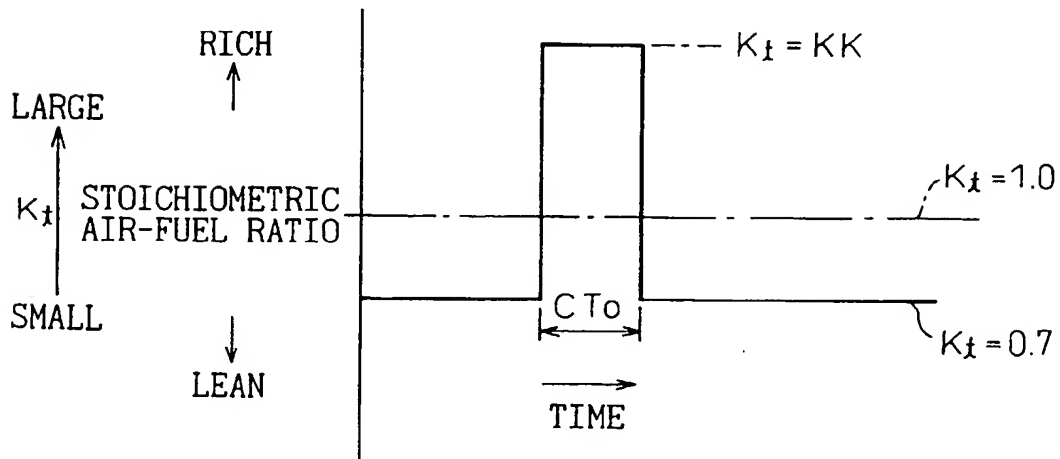 RICH
Kt = KK
LARGE
Kt
STOICHIOMETRIC
AIR-FUEL RATIO
Kt = 1.0
SMALL
CTo
Kt = 0.7
LEAN
TIME